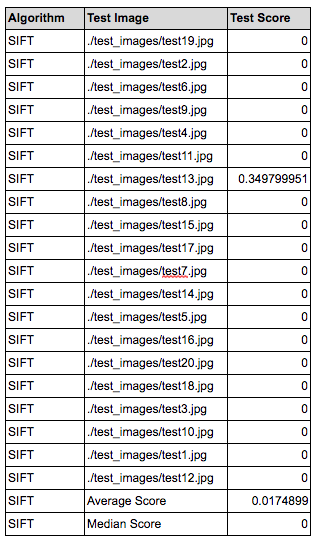 Algorithm Test Image Test Score
SIFT ./test_images/test19.jpg 0
SIFT ./test_images/test2.jpg 0
SIFT ./test_images/test6.jpg 0
SIFT ./test_images/test9.jpg 0
SIFT ./test_images/test4.jpg 0
SIFT ./test_images/test11.jpg 0
SIFT ./test_images/test13.jpg 0.349799951
SIFT ./test_images/test8.jpg 0
SIFT ./test_images/test15.jpg 0
SIFT ./test_images/test17.jpg 0
SIFT ./test_images/test7.jpg 0
SIFT ./test_images/test14.jpg 0
SIFT ./test_images/test5.jpg 0
SIFT ./test_images/test16.jpg 0
SIFT ./test_images/test20.jpg 0
SIFT ./test_images/test18.jpg 0
SIFT ./test_images/test3.jpg 0
SIFT ./test_images/test10.jpg 0
SIFT ./test_images/test1.jpg 0
SIFT ./test_images/test12.jpg 0
SIFT Average Score 0.0174899
SIFT Median Score 0